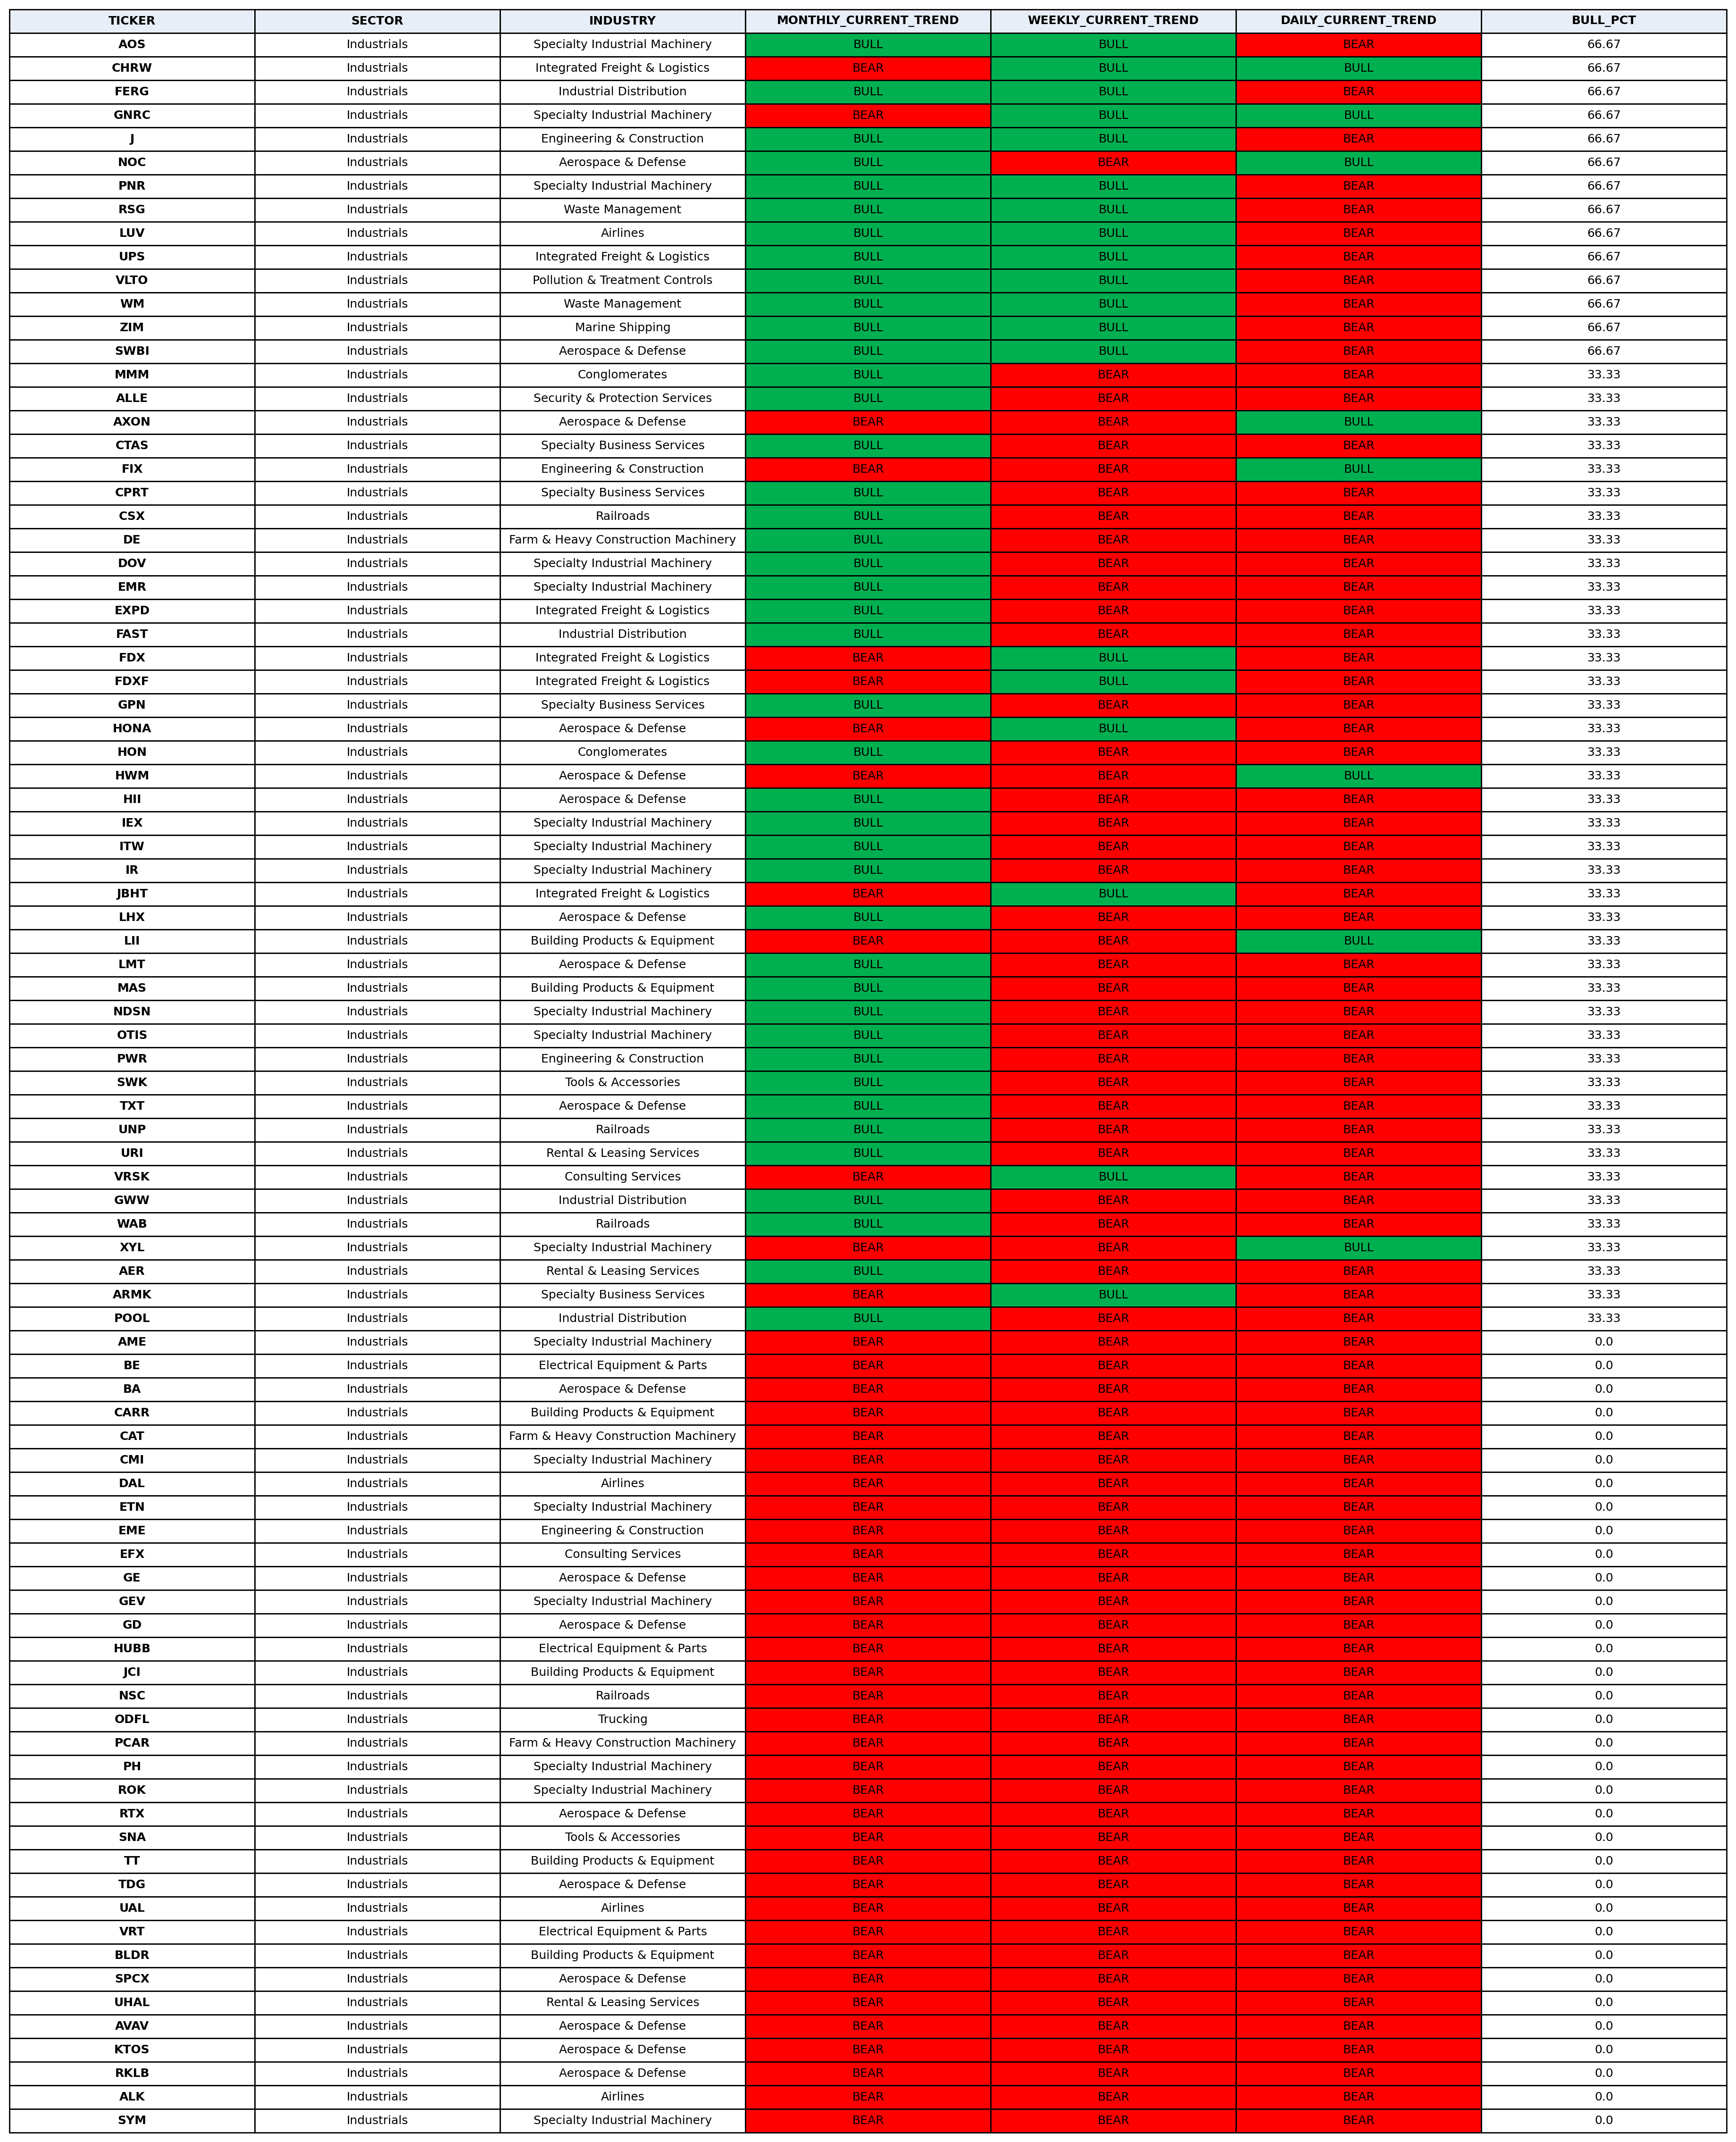 TICKER SECTOR INDUSTRY MONTHLY_CURRENT_TREND WEEKLY_CURRENT_TREND DAILY_CURRENT_TREND BULL_PCT
AOS Industrials Specialty Industrial Machinery BULL BULL BEAR 66.67
CHRW Industrials Integrated Freight & Logistics BEAR BULL BULL 66.67
FERG Industrials Industrial Distribution BULL BULL BEAR 66.67
GNRC Industrials Specialty Industrial Machinery BEAR BULL BULL 66.67
J Industrials Engineering & Construction BULL BULL BEAR 66.67
NOC Industrials Aerospace & Defense BULL BEAR BULL 66.67
PNR Industrials Specialty Industrial Machinery BULL BULL BEAR 66.67
RSG Industrials Waste Management BULL BULL BEAR 66.67
LUV Industrials Airlines BULL BULL BEAR 66.67
UPS Industrials Integrated Freight & Logistics BULL BULL BEAR 66.67
VLTO Industrials Pollution & Treatment Controls BULL BULL BEAR 66.67
WM Industrials Waste Management BULL BULL BEAR 66.67
ZIM Industrials Marine Shipping BULL BULL BEAR 66.67
SWBI Industrials Aerospace & Defense BULL BULL BEAR 66.67
MMM Industrials Conglomerates BULL BEAR BEAR 33.33
ALLE Industrials Security & Protection Services BULL BEAR BEAR 33.33
AXON Industrials Aerospace & Defense BEAR BEAR BULL 33.33
CTAS Industrials Specialty Business Services BULL BEAR BEAR 33.33
FIX Industrials Engineering & Construction BEAR BEAR BULL 33.33
CPRT Industrials Specialty Business Services BULL BEAR BEAR 33.33
CSX Industrials Railroads BULL BEAR BEAR 33.33
DE Industrials Farm & Heavy Construction Machinery BULL BEAR BEAR 33.33
DOV Industrials Specialty Industrial Machinery BULL BEAR BEAR 33.33
EMR Industrials Specialty Industrial Machinery BULL BEAR BEAR 33.33
EXPD Industrials Integrated Freight & Logistics BULL BEAR BEAR 33.33
FAST Industrials Industrial Distribution BULL BEAR BEAR 33.33
FDX Industrials Integrated Freight & Logistics BEAR BULL BEAR 33.33
FDXF Industrials Integrated Freight & Logistics BEAR BULL BEAR 33.33
GPN Industrials Specialty Business Services BULL BEAR BEAR 33.33
HONA Industrials Aerospace & Defense BEAR BULL BEAR 33.33
HON Industrials Conglomerates BULL BEAR BEAR 33.33
HWM Industrials Aerospace & Defense BEAR BEAR BULL 33.33
HII Industrials Aerospace & Defense BULL BEAR BEAR 33.33
IEX Industrials Specialty Industrial Machinery BULL BEAR BEAR 33.33
ITW Industrials Specialty Industrial Machinery BULL BEAR BEAR 33.33
IR Industrials Specialty Industrial Machinery BULL BEAR BEAR 33.33
JBHT Industrials Integrated Freight & Logistics BEAR BULL BEAR 33.33
LHX Industrials Aerospace & Defense BULL BEAR BEAR 33.33
LII Industrials Building Products & Equipment BEAR BEAR BULL 33.33
LMT Industrials Aerospace & Defense BULL BEAR BEAR 33.33
MAS Industrials Building Products & Equipment BULL BEAR BEAR 33.33
NDSN Industrials Specialty Industrial Machinery BULL BEAR BEAR 33.33
OTIS Industrials Specialty Industrial Machinery BULL BEAR BEAR 33.33
PWR Industrials Engineering & Construction BULL BEAR BEAR 33.33
SWK Industrials Tools & Accessories BULL BEAR BEAR 33.33
TXT Industrials Aerospace & Defense BULL BEAR BEAR 33.33
UNP Industrials Railroads BULL BEAR BEAR 33.33
URI Industrials Rental & Leasing Services BULL BEAR BEAR 33.33
VRSK Industrials Consulting Services BEAR BULL BEAR 33.33
GWW Industrials Industrial Distribution BULL BEAR BEAR 33.33
WAB Industrials Railroads BULL BEAR BEAR 33.33
XYL Industrials Specialty Industrial Machinery BEAR BEAR BULL 33.33
AER Industrials Rental & Leasing Services BULL BEAR BEAR 33.33
ARMK Industrials Specialty Business Services BEAR BULL BEAR 33.33
POOL Industrials Industrial Distribution BULL BEAR BEAR 33.33
AME Industrials Specialty Industrial Machinery BEAR BEAR BEAR 0.0
BE Industrials Electrical Equipment & Parts BEAR BEAR BEAR 0.0
BA Industrials Aerospace & Defense BEAR BEAR BEAR 0.0
CARR Industrials Building Products & Equipment BEAR BEAR BEAR 0.0
CAT Industrials Farm & Heavy Construction Machinery BEAR BEAR BEAR 0.0
CMI Industrials Specialty Industrial Machinery BEAR BEAR BEAR 0.0
DAL Industrials Airlines BEAR BEAR BEAR 0.0
ETN Industrials Specialty Industrial Machinery BEAR BEAR BEAR 0.0
EME Industrials Engineering & Construction BEAR BEAR BEAR 0.0
EFX Industrials Consulting Services BEAR BEAR BEAR 0.0
GE Industrials Aerospace & Defense BEAR BEAR BEAR 0.0
GEV Industrials Specialty Industrial Machinery BEAR BEAR BEAR 0.0
GD Industrials Aerospace & Defense BEAR BEAR BEAR 0.0
HUBB Industrials Electrical Equipment & Parts BEAR BEAR BEAR 0.0
JCI Industrials Building Products & Equipment BEAR BEAR BEAR 0.0
NSC Industrials Railroads BEAR BEAR BEAR 0.0
ODFL Industrials Trucking BEAR BEAR BEAR 0.0
PCAR Industrials Farm & Heavy Construction Machinery BEAR BEAR BEAR 0.0
PH Industrials Specialty Industrial Machinery BEAR BEAR BEAR 0.0
ROK Industrials Specialty Industrial Machinery BEAR BEAR BEAR 0.0
RTX Industrials Aerospace & Defense BEAR BEAR BEAR 0.0
SNA Industrials Tools & Accessories BEAR BEAR BEAR 0.0
TT Industrials Building Products & Equipment BEAR BEAR BEAR 0.0
TDG Industrials Aerospace & Defense BEAR BEAR BEAR 0.0
UAL Industrials Airlines BEAR BEAR BEAR 0.0
VRT Industrials Electrical Equipment & Parts BEAR BEAR BEAR 0.0
BLDR Industrials Building Products & Equipment BEAR BEAR BEAR 0.0
SPCX Industrials Aerospace & Defense BEAR BEAR BEAR 0.0
UHAL Industrials Rental & Leasing Services BEAR BEAR BEAR 0.0
AVAV Industrials Aerospace & Defense BEAR BEAR BEAR 0.0
KTOS Industrials Aerospace & Defense BEAR BEAR BEAR 0.0
RKLB Industrials Aerospace & Defense BEAR BEAR BEAR 0.0
ALK Industrials Airlines BEAR BEAR BEAR 0.0
SYM Industrials Specialty Industrial Machinery BEAR BEAR BEAR 0.0